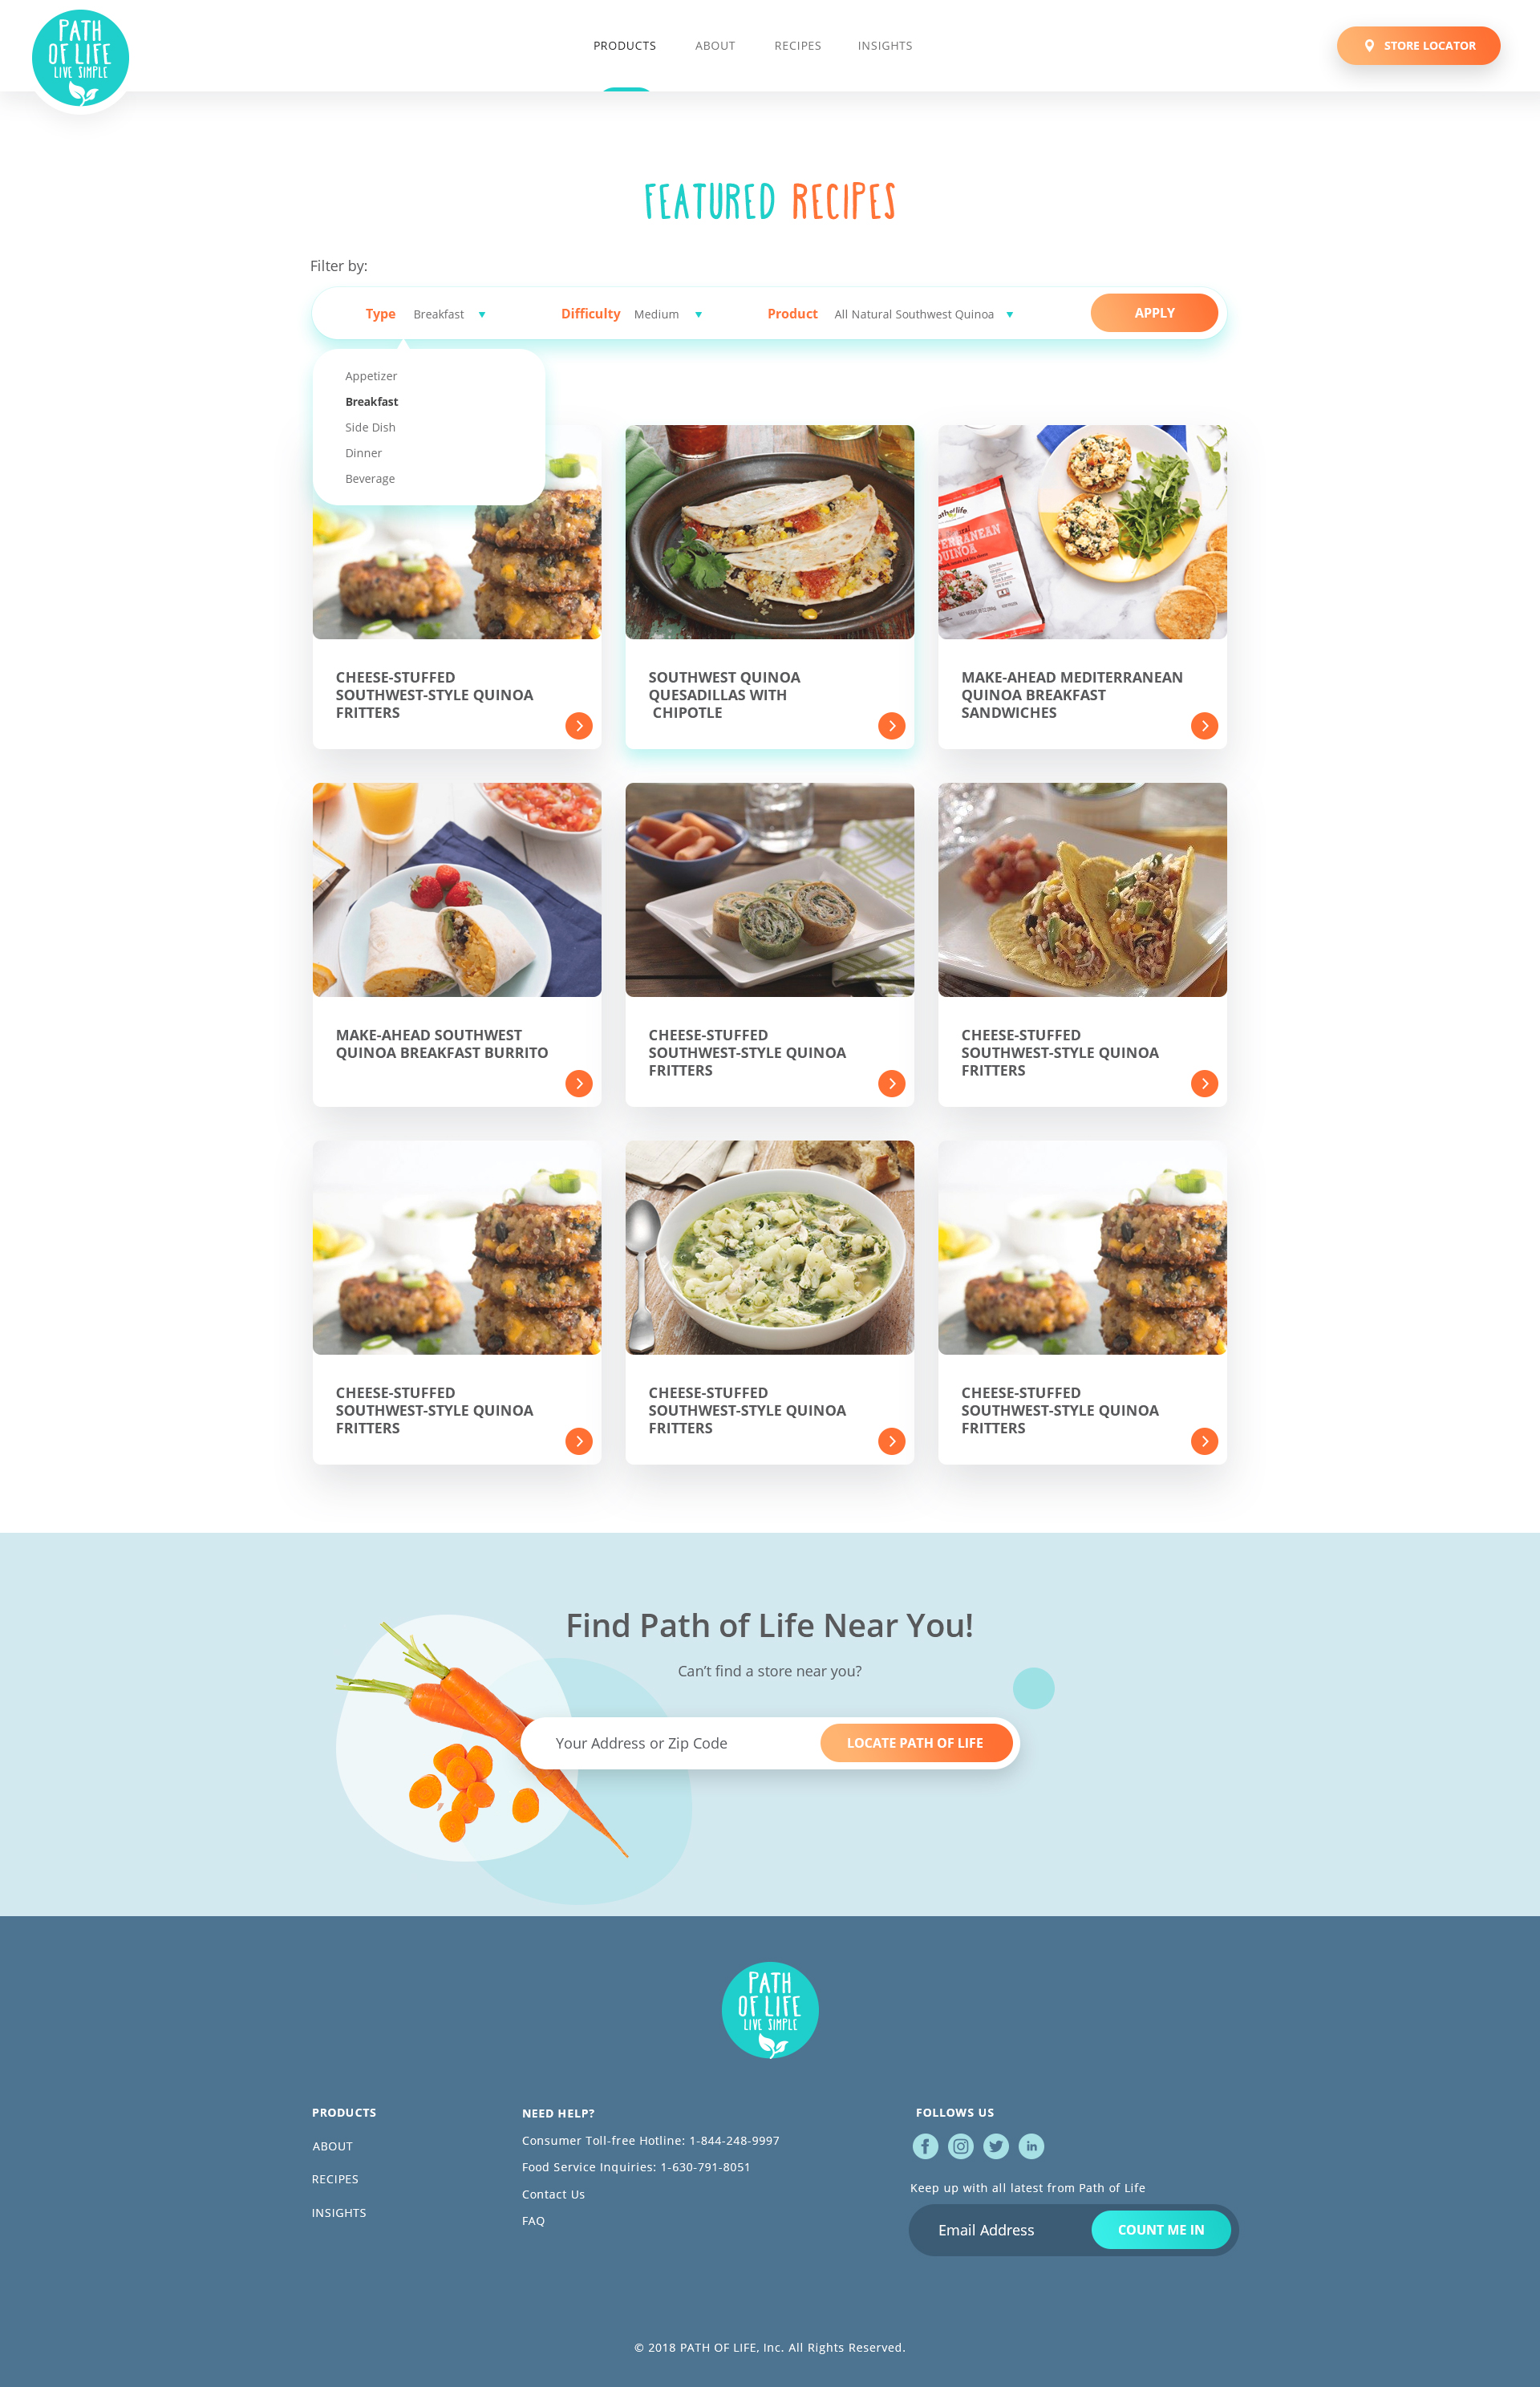 PATH
OF LIFE
LIVE SIMPLE
PRODUCTS
ABOUT
RECIPES
INSIGHTS
STORE LOCATOR
FEATURED RECIPES
Filter by:
Type Breakfast
Difficulty Medium
Product All Natural Southwest Quinoa
APPLY
Appetizer
Breakfast
Side Dish
Dinner
Beverage
CHEESE-STUFFED
SOUTHWEST-STYLE QUINOA
FRITTERS
SOUTHWEST QUINOA
QUESADILLAS WITH
CHIPOTLE
MAKE-AHEAD MEDITERRANEAN
QUINOA BREAKFAST
SANDWICHES
MAKE-AHEAD SOUTHWEST
QUINOA BREAKFAST BURRITO
CHEESE-STUFFED
SOUTHWEST-STYLE QUINOA
FRITTERS
CHEESE-STUFFED
SOUTHWEST-STYLE QUINOA
FRITTERS
CHEESE-STUFFED
SOUTHWEST-STYLE QUINOA
FRITTERS
CHEESE-STUFFED
SOUTHWEST-STYLE QUINOA
FRITTERS
CHEESE-STUFFED
SOUTHWEST-STYLE QUINOA
FRITTERS
Find Path of Life Near You!
Can’t find a store near you?
Your Address or Zip Code
LOCATE PATH OF LIFE
PATH
OF LIFE
LIVE SIMPLE
PRODUCTS
ABOUT
RECIPES
INSIGHTS
NEED HELP?
Consumer Toll-free Hotline: 1-844-248-9997
Food Service Inquiries: 1-630-791-8051
Contact Us
FAQ
FOLLOWS US
Keep up with all latest from Path of Life
Email Address
COUNT ME IN
© 2018 PATH OF LIFE, Inc. All Rights Reserved.